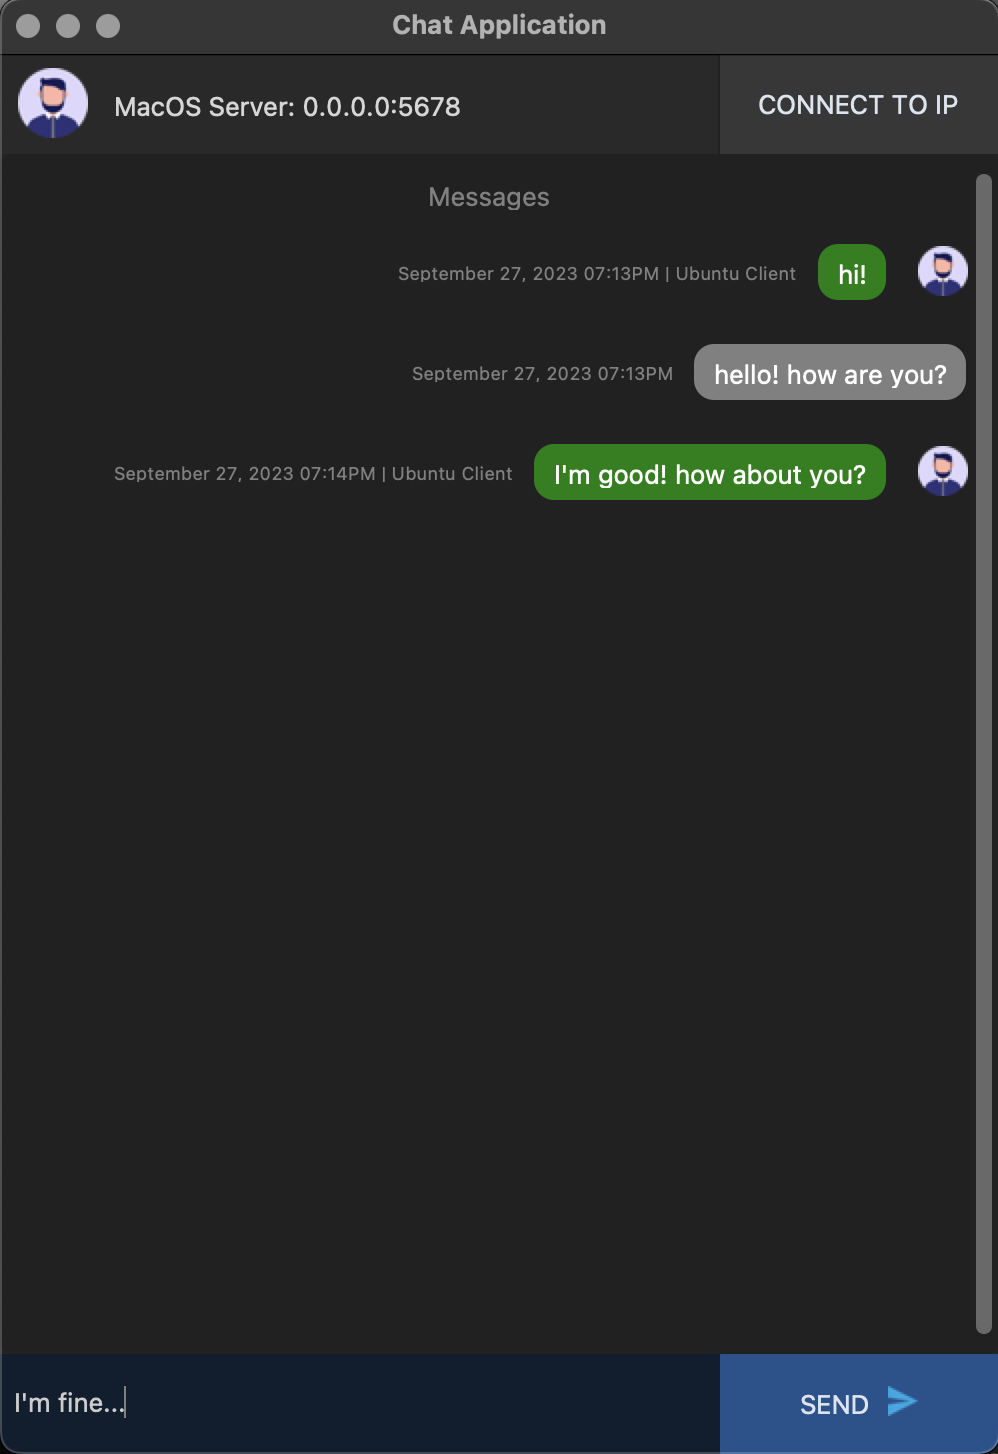 Chat Application
MacOS Server: 0.0.0.0:5678
CONNECT TO IP
Messages
September 27, 2023 07:13PM | Ubuntu Client
hi!
September 27, 2023 07:13PM
hello! how are you?
September 27, 2023 07:14PM | Ubuntu Client
I'm good! how about you?
I'm fine...
SEND